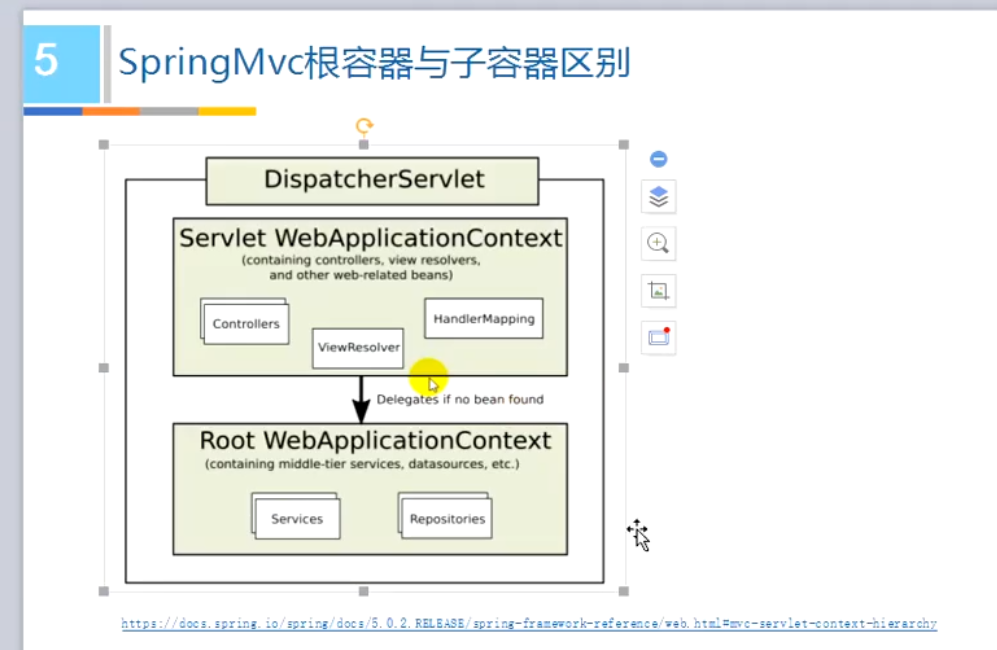 5
SpringMvc根容器与子容器区别
DispatcherServlet
Servlet WebApplicationContext
(containing controllers, view resolvers,
and other web-related beans)
Controllers
HandlerMapping
ViewResolver
Delegates if no bean found
Root WebApplicationContext
(containing middle-tier services, datasources, etc.)
Services
Repositories
https://docs.spring.io/spring/docs/5.0.2.RELEASE/spring-framework-reference/web.html#mvc-servlet-context-hierarchy